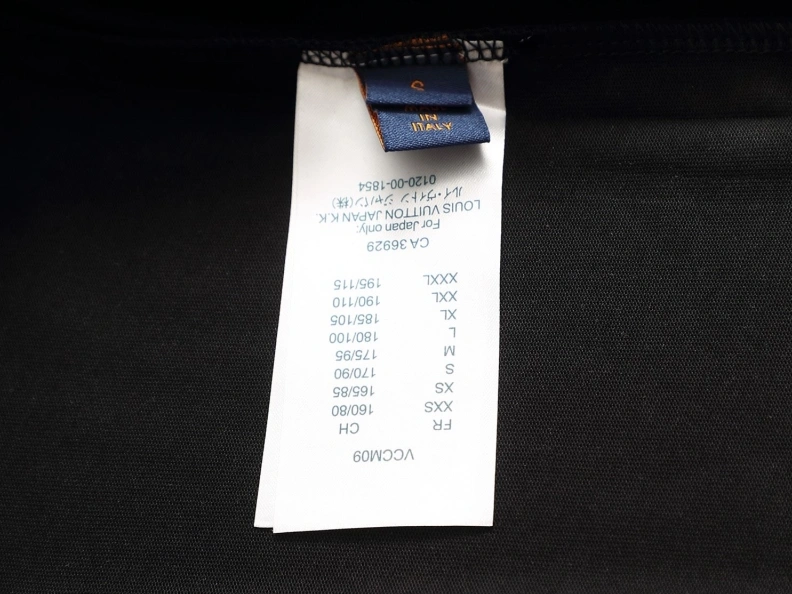 VCCM09
FR CH
XXS 160/80
XS 165/85
S 170/90
M 175/95
L 180/100
XL 185/105
XXL 190/110
XXXL 195/115
CA 36929
For Japan only:
LOUIS VUITTON JAPAN K.K.
ルイ・ヴィトン ジャパン(株)
0120-00-1854
IN
ITALY
S